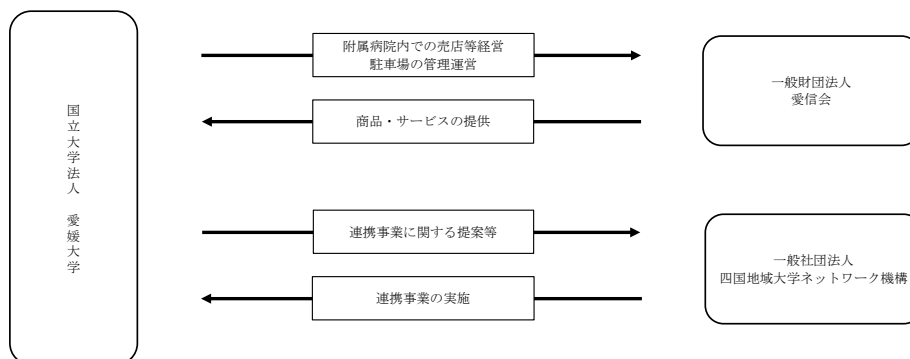 国立大学法人　愛媛大学
附属病院内での売店等経営
駐車場の管理運営
商品・サービスの提供
一般財団法人
愛信会
連携事業に関する提案等
連携事業の実施
一般社団法人
四国地域大学ネットワーク機構